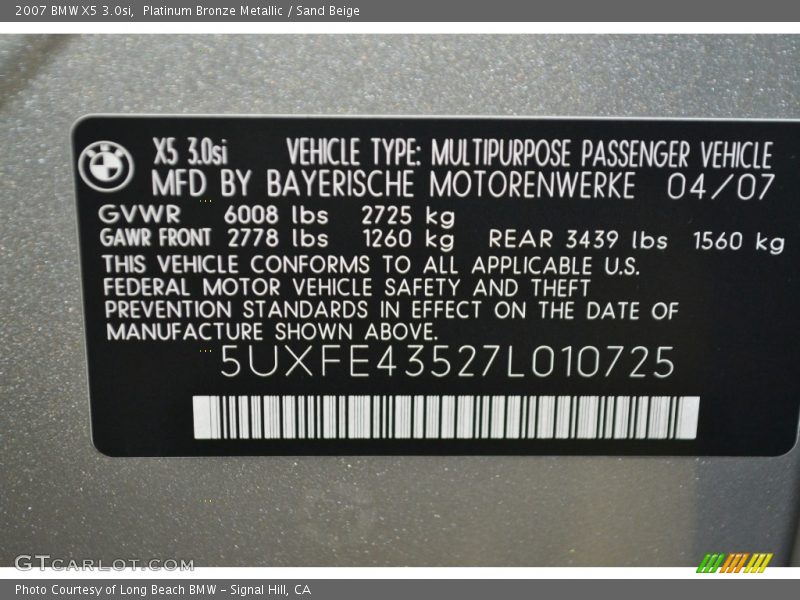 2007 BMW X5 3.0si, Platinum Bronze Metallic / Sand Beige
X5 3.0si VEHICLE TYPE: MULTIPURPOSE PASSENGER VEHICLE
MFD BY BAYERISCHE MOTORENWERKE 04/07
GVWR 6008 lbs 2725 kg
GAWR FRONT 2778 lbs 1260 kg REAR 3439 lbs 1560 kg
THIS VEHICLE CONFORMS TO ALL APPLICABLE U.S.
FEDERAL MOTOR VEHICLE SAFETY AND THEFT
PREVENTION STANDARDS IN EFFECT ON THE DATE OF
MANUFACTURE SHOWN ABOVE.
5UXFE43527L010725
GTCARLOT.COM
Photo Courtesy of Long Beach BMW - Signal Hill, CA